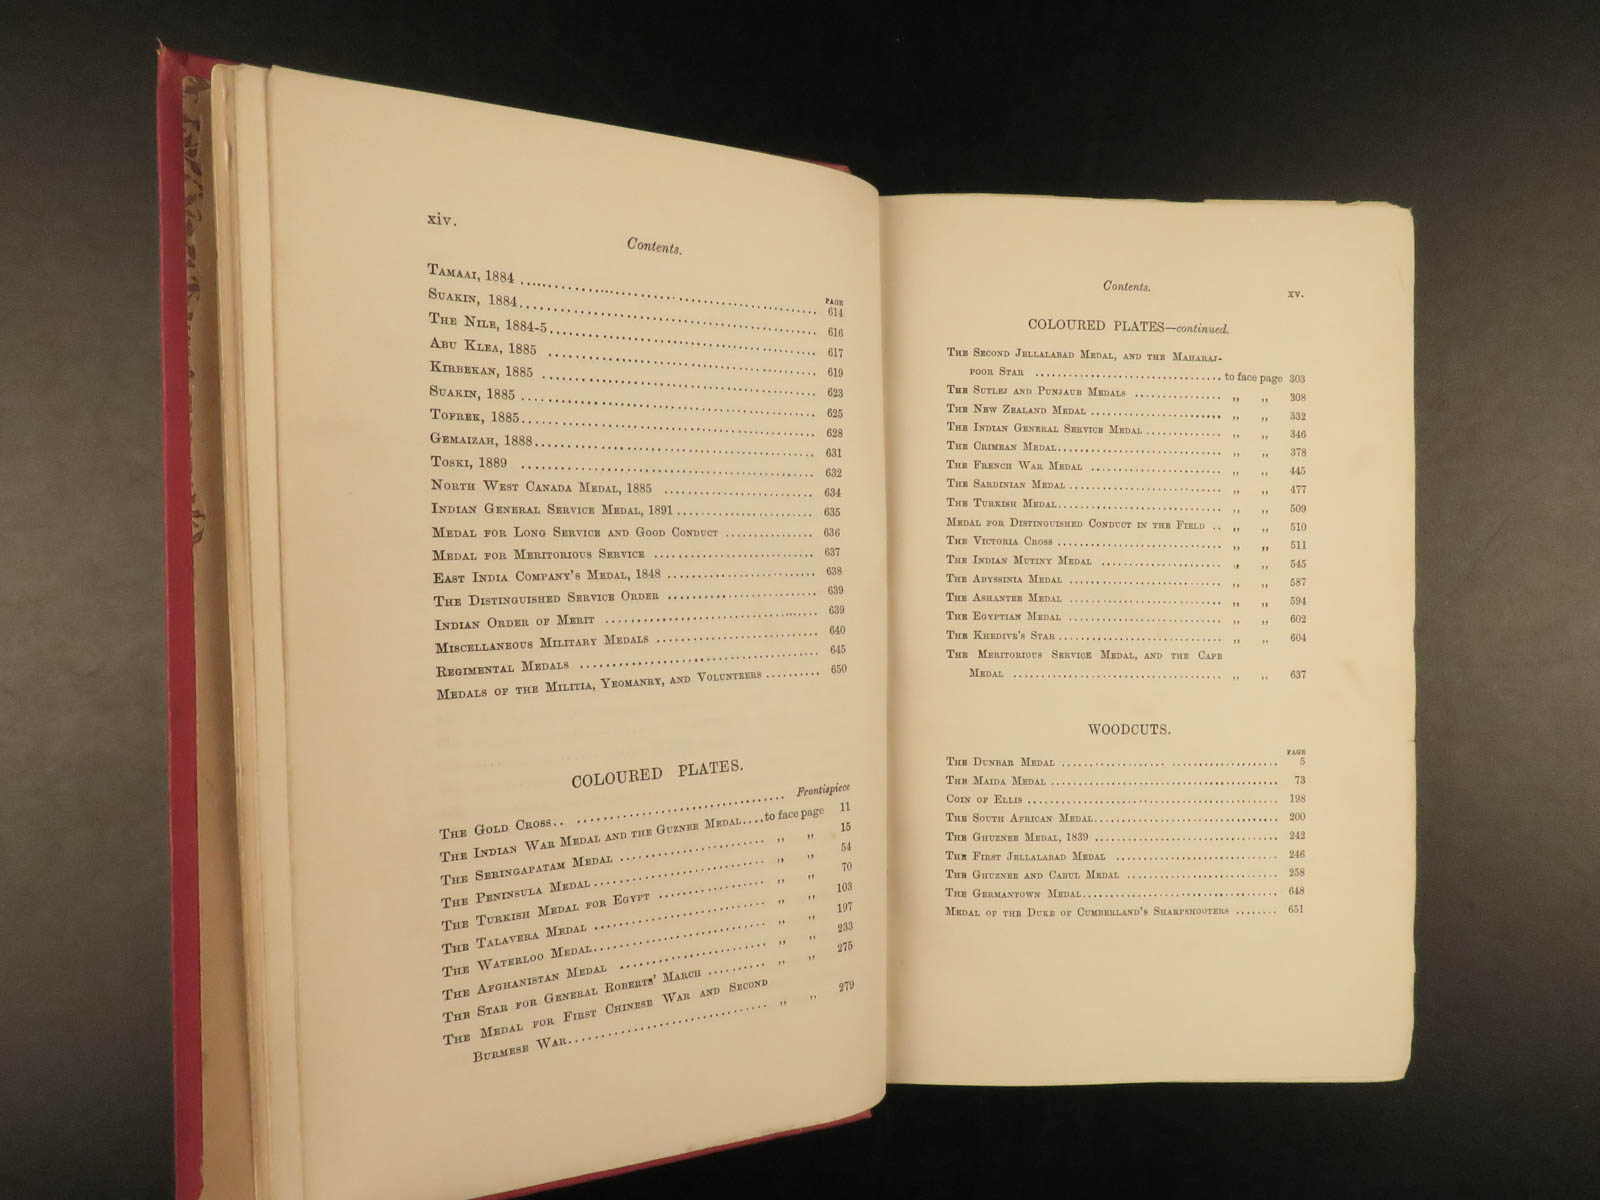 xiv.
Contents.
PAGE
Tamaai, 1884 ........ 614
Suakin, 1884 ........ 616
The Nile, 1884-5 ........ 617
Abu Klea, 1885 ........ 619
Kirbekan, 1885 ........ 623
Suakin, 1885 ........ 625
Tofrek, 1885 ........ 628
Gemaizah, 1888 ........ 631
Toski, 1889 ........ 632
North West Canada Medal, 1885 ........ 634
Indian General Service Medal, 1891 ........ 635
Medal for Long Service and Good Conduct ........ 636
Medal for Meritorious Service ........ 637
East India Company's Medal, 1848 ........ 638
The Distinguished Service Order ........ 639
Indian Order of Merit ........ 639
Miscellaneous Military Medals ........ 640
Regimental Medals ........ 645
Medals of the Militia, Yeomanry, and Volunteers ........ 650
COLOURED PLATES.
The Gold Cross ........ Frontispiece
The Indian War Medal and the Guznee Medal .... to face page 11
The Seringapatam Medal ........ ,, ,, 15
The Peninsula Medal ........ ,, ,, 54
The Turkish Medal for Egypt ........ ,, ,, 70
The Talavera Medal ........ ,, ,, 103
The Waterloo Medal ........ ,, ,, 197
The Afghanistan Medal ........ ,, ,, 233
The Star for General Roberts' March ........ ,, ,, 275
The Medal for First Chinese War and Second
Burmese War ........ ,, ,, 279
Contents.
xv.
COLOURED PLATES—continued.
The Second Jellalabad Medal, and the Maharaj-
poor Star ........ to face page 303
The Sutlej and Punjaub Medals ........ ,, ,, 308
The New Zealand Medal ........ ,, ,, 332
The Indian General Service Medal ........ ,, ,, 346
The Crimean Medal ........ ,, ,, 378
The French War Medal ........ ,, ,, 445
The Sardinian Medal ........ ,, ,, 477
The Turkish Medal ........ ,, ,, 509
Medal for Distinguished Conduct in the Field .. ,, ,, 510
The Victoria Cross ........ ,, ,, 511
The Indian Mutiny Medal ........ ,, ,, 545
The Abyssinia Medal ........ ,, ,, 587
The Ashantee Medal ........ ,, ,, 594
The Egyptian Medal ........ ,, ,, 602
The Khedive's Star ........ ,, ,, 604
The Meritorious Service Medal, and the Cape
Medal ........ ,, ,, 637
WOODCUTS.
PAGE
The Dunbar Medal ........ 5
The Maida Medal ........ 73
Coin of Ellis ........ 198
The South African Medal ........ 200
The Ghuznee Medal, 1839 ........ 242
The First Jellalabad Medal ........ 246
The Ghuznee and Cabul Medal ........ 258
The Germantown Medal ........ 648
Medal of the Duke of Cumberland's Sharpshooters ........ 651